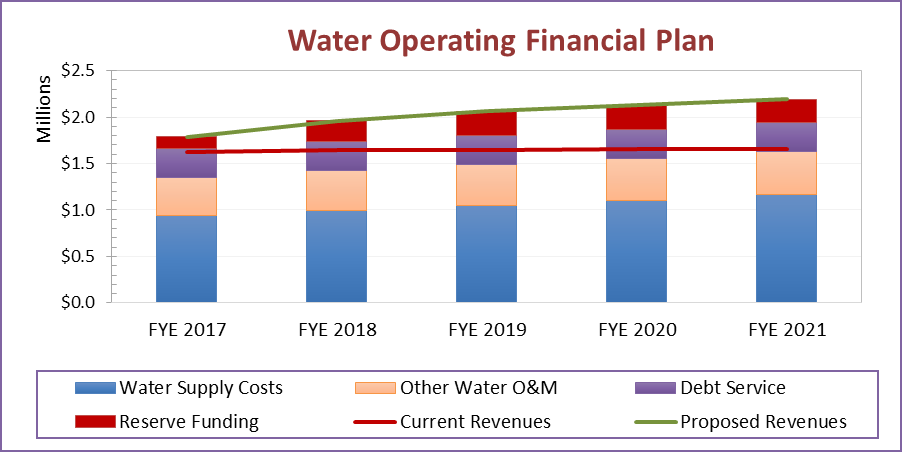 Water Operating Financial Plan
Millions
$2.5
$2.0
$1.5
$1.0
$0.5
$0.0
FYE 2017 FYE 2018 FYE 2019 FYE 2020 FYE 2021
Water Supply Costs Other Water O&M Debt Service
Reserve Funding Current Revenues Proposed Revenues